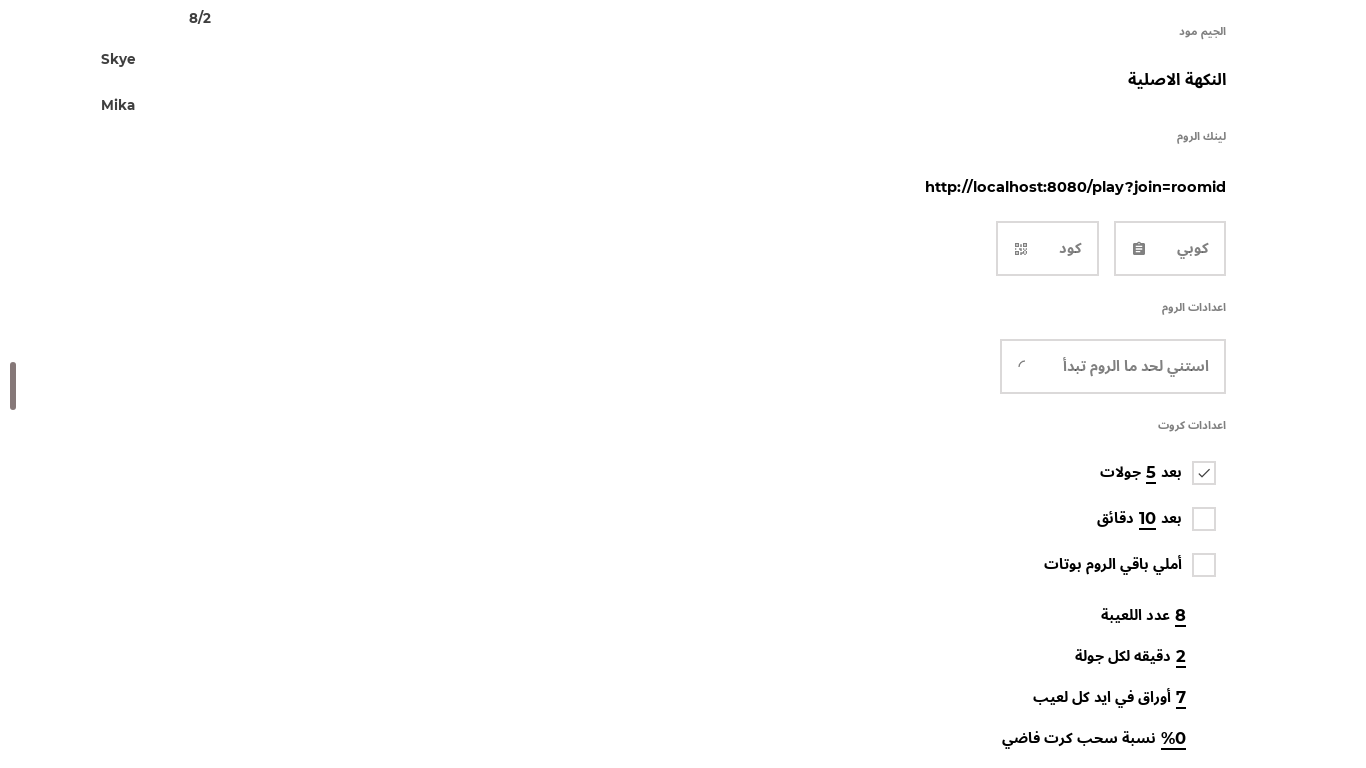 الجيم مود
النكهة الاصلية
لينك الروم
http://localhost:8080/play?join=roomid
كوبي
كود
اعدادات الروم
استني لحد ما الروم تبدأ
اعدادات كروت
بعد 5 جولات
بعد 10 دقائق
أملي باقي الروم بوتات
8 عدد اللعيبة
2 دقيقه لكل جولة
7 أوراق في ايد كل لعيب
%0 نسبة سحب كرت فاضي
8/2
Skye
Mika